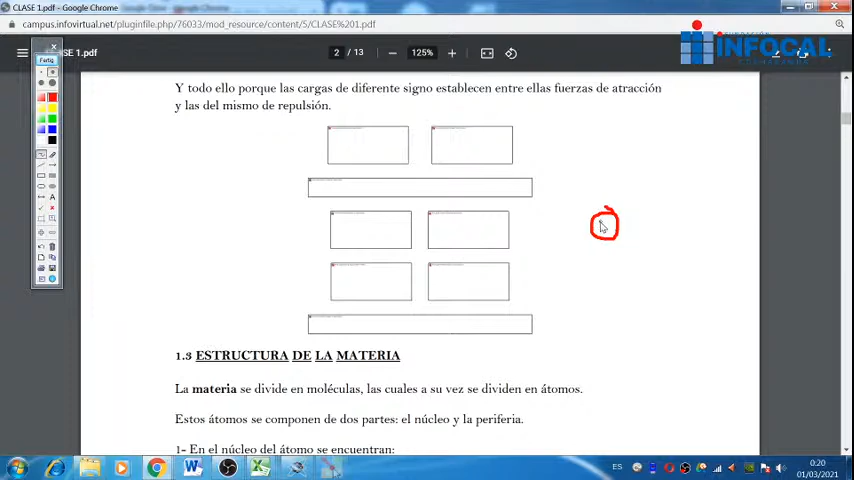 CLASE 1.pdf - Google Chrome
campus.infovirtual.net/pluginfile.php/76033/mod_resource/content/5/CLASE%201.pdf
CLASE 1.pdf
2 / 13
125%
FUNDACIÓN
INFOCAL
COCHABAMBA
Fertig
Y todo ello porque las cargas de diferente signo establecen entre ellas fuerzas de atracción
y las del mismo de repulsión.
1.3 ESTRUCTURA DE LA MATERIA
La materia se divide en moléculas, las cuales a su vez se dividen en átomos.
Estos átomos se componen de dos partes: el núcleo y la periferia.
1- En el núcleo del átomo se encuentran:
ES
0:20
01/03/2021